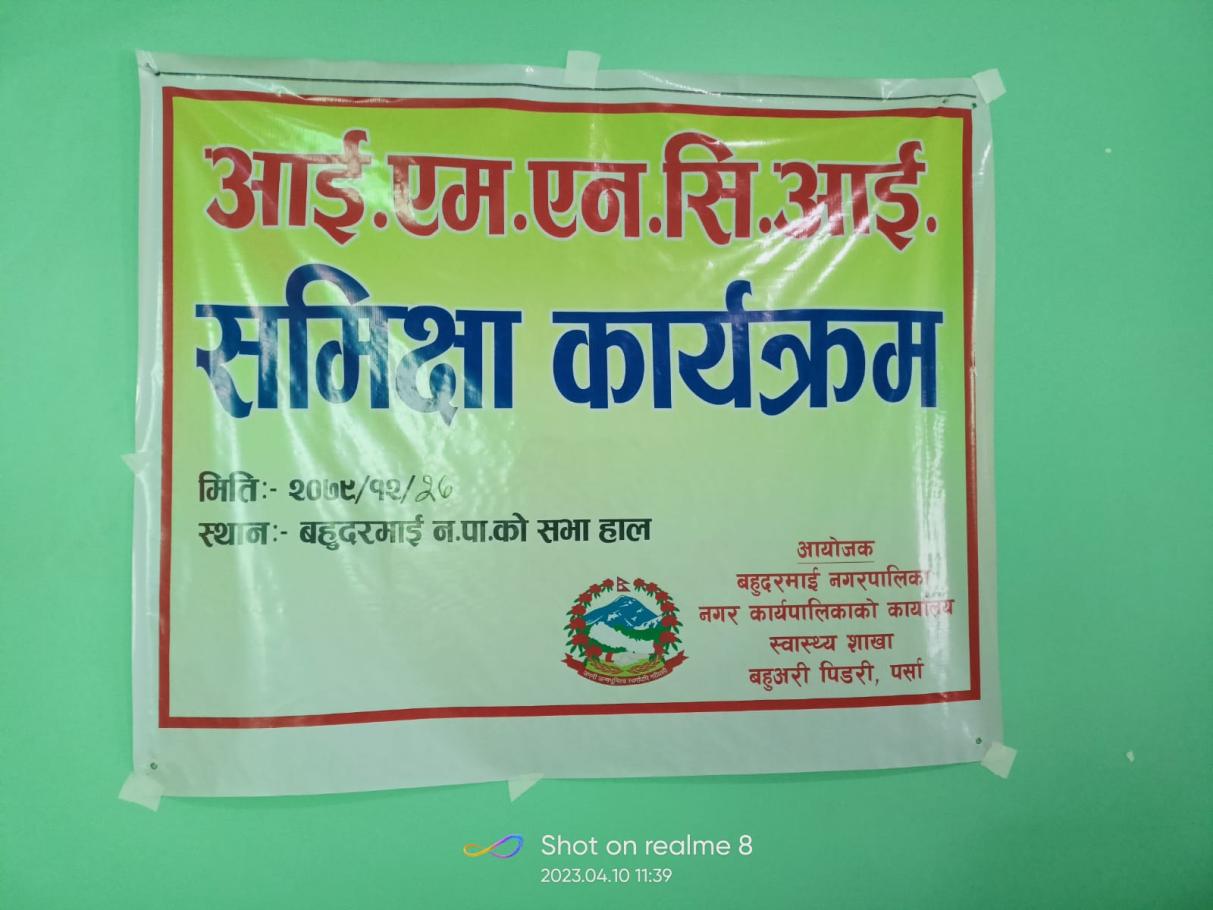 आई.एम.एन.सि.आई.
समिक्षा कार्यक्रम
मिति:- २०७९/१२/२७
स्थान:- बहुदरमाई न.पा.को सभा हाल
आयोजक
बहुदरमाई नगरपालिका
नगर कार्यपालिकाको कार्यालय
स्वास्थ्य शाखा
बहुअरी पिडरी, पर्सा
Shot on realme 8
2023.04.10 11:39